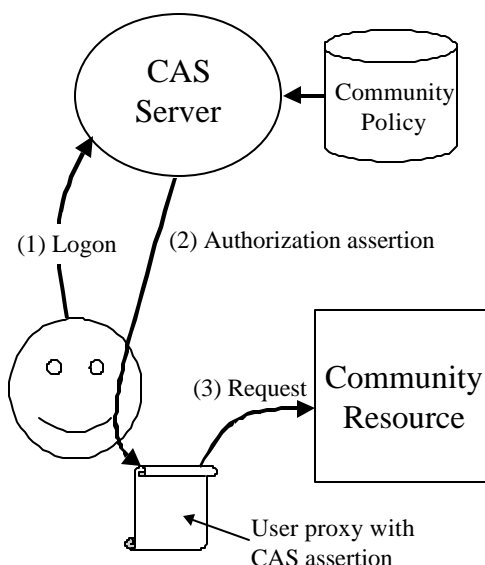 CAS
Server
Community
Policy
(1) Logon
(2) Authorization assertion
(3) Request
Community
Resource
User proxy with
CAS assertion